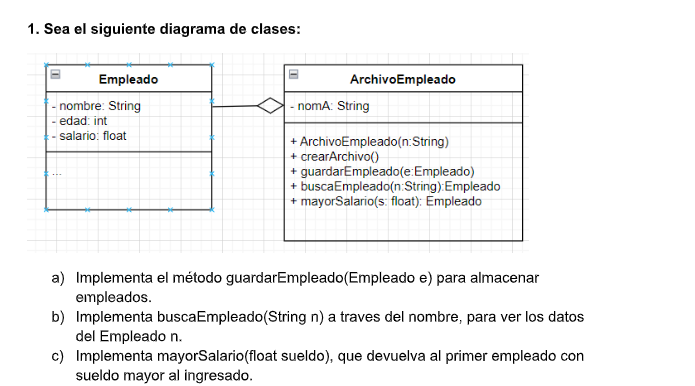 1. Sea el siguiente diagrama de clases:
Empleado
- nombre: String
- edad: int
- salario: float
...
ArchivoEmpleado
- nomA: String
+ ArchivoEmpleado(n:String)
+ crearArchivo()
+ guardarEmpleado(e:Empleado)
+ buscaEmpleado(n:String):Empleado
+ mayorSalario(s: float): Empleado
a) Implementa el método guardarEmpleado(Empleado e) para almacenar
empleados.
b) Implementa buscaEmpleado(String n) a traves del nombre, para ver los datos
del Empleado n.
c) Implementa mayorSalario(float sueldo), que devuelva al primer empleado con
sueldo mayor al ingresado.